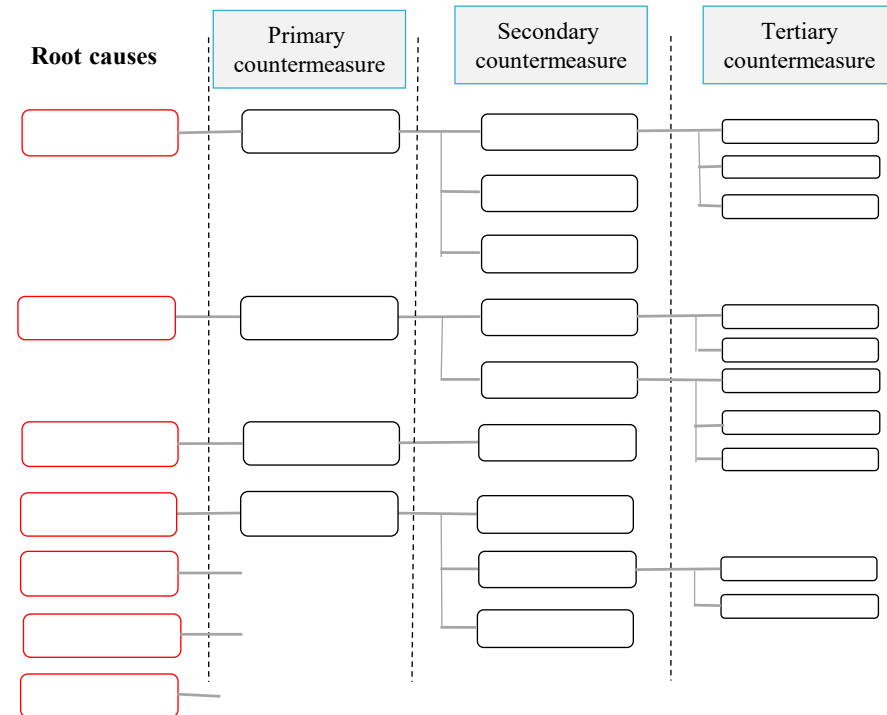 Root causes
Primary
countermeasure
Secondary
countermeasure
Tertiary
countermeasure